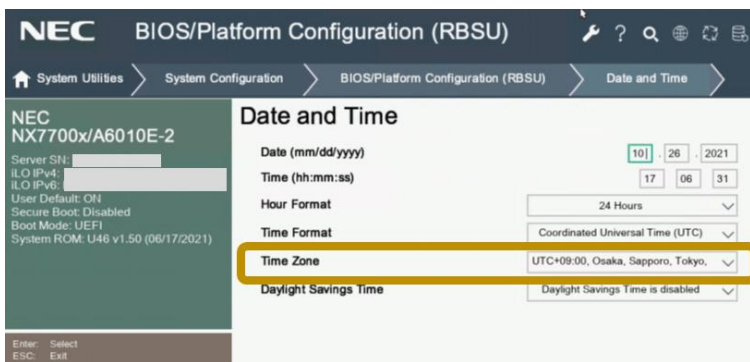 NEC BIOS/Platform Configuration (RBSU)
System Utilities System Configuration BIOS/Platform Configuration (RBSU) Date and Time
NEC
NX7700x/A6010E-2
Server SN:
iLO IPv4:
iLO IPv6:
User Default: ON
Secure Boot: Disabled
Boot Mode: UEFI
System ROM: U46 v1.50 (06/17/2021)
Enter: Select
ESC: Exit
Date and Time
Date (mm/dd/yyyy) 10 . 26 . 2021
Time (hh:mm:ss) 17 06 31
Hour Format 24 Hours
Time Format Coordinated Universal Time (UTC)
Time Zone UTC+09:00, Osaka, Sapporo, Tokyo,
Daylight Savings Time Daylight Savings Time is disabled